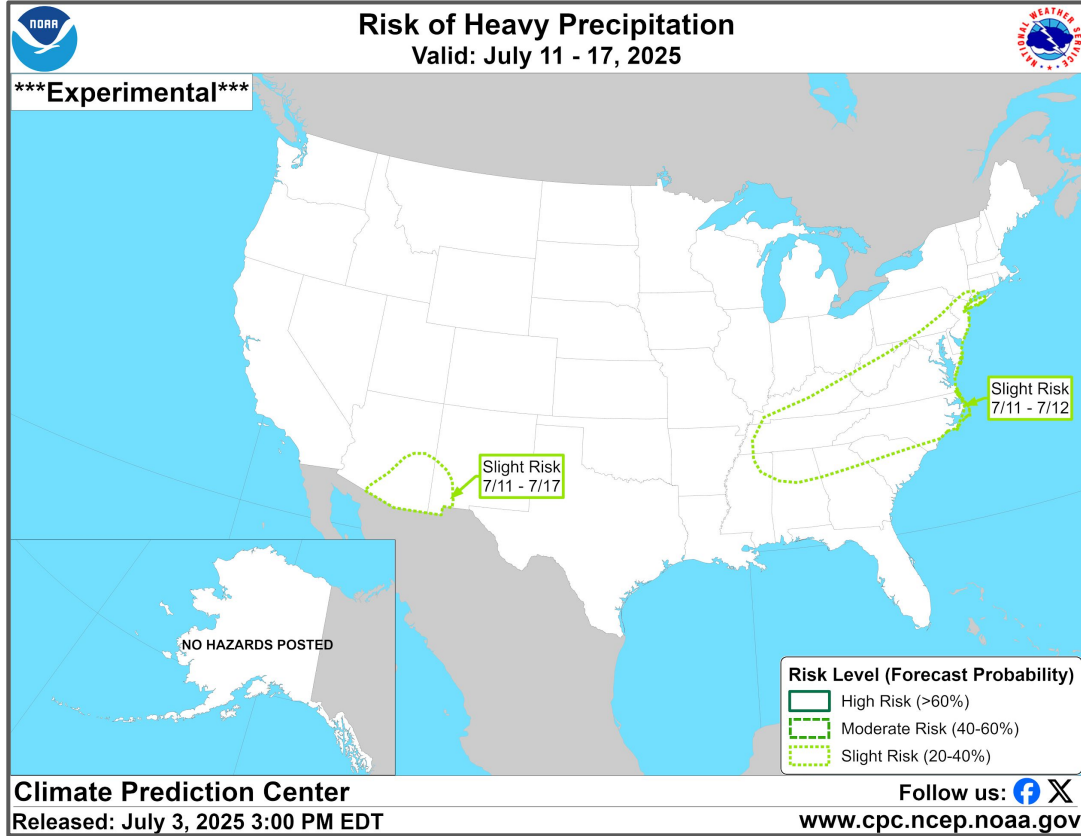 NOAA
Risk of Heavy Precipitation
Valid: July 11 - 17, 2025
NATIONAL WEATHER SERVICE
***Experimental***
Slight Risk
7/11 - 7/12
Slight Risk
7/11 - 7/17
NO HAZARDS POSTED
Risk Level (Forecast Probability)
High Risk (>60%)
Moderate Risk (40-60%)
Slight Risk (20-40%)
Climate Prediction Center
Follow us:
Released: July 3, 2025 3:00 PM EDT
www.cpc.ncep.noaa.gov